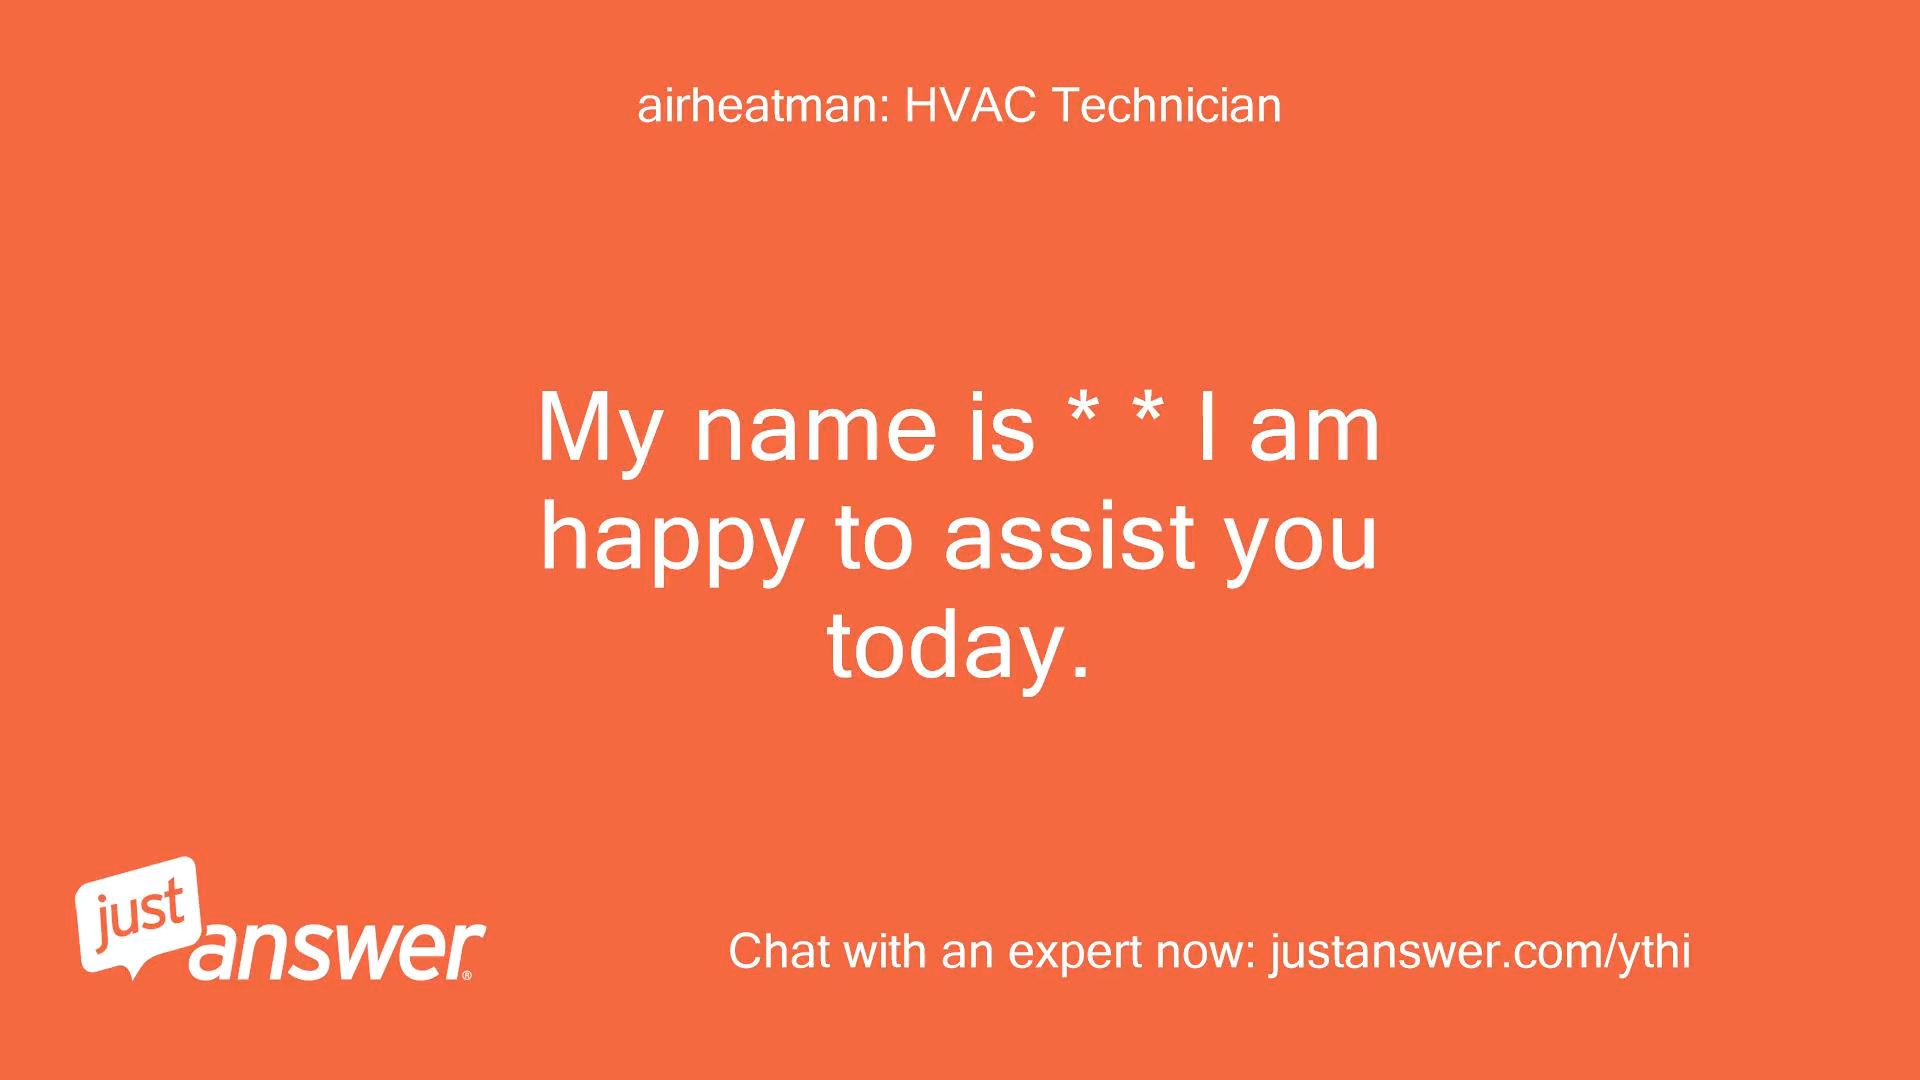 airheatman: HVAC Technician
My name is * * I am
happy to assist you
today.
just
answer®
Chat with an expert now: justanswer.com/ythi